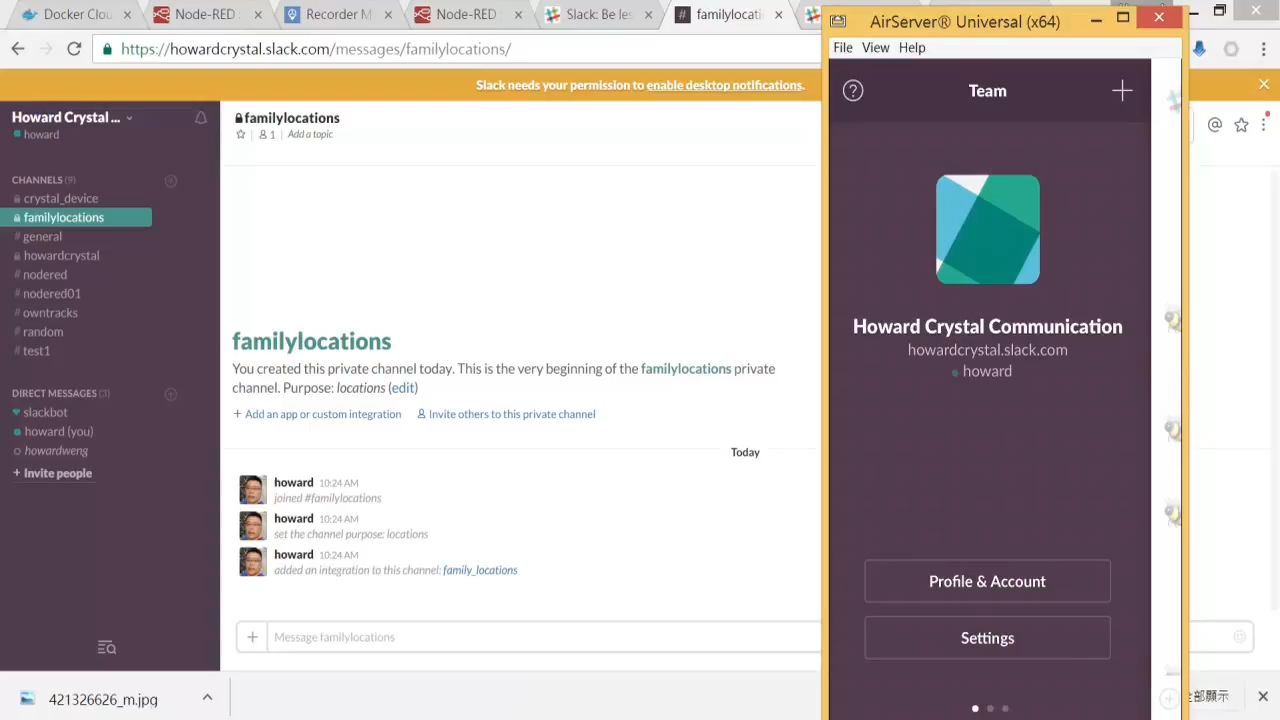 Docker Cloud
Node-RED
Recorder M
Node-RED
Slack: Be les
familylocati
https://howardcrystal.slack.com/messages/familylocations/
Slack needs your permission to enable desktop notifications.
Howard Crystal ...
howard
CHANNELS (9)
crystal_device
familylocations
# general
howardcrystal
# nodered
# nodered01
# owntracks
# random
# test1
DIRECT MESSAGES (3)
slackbot
howard (you)
howardweng
+ Invite people
familylocations
1 | Add a topic
familylocations
You created this private channel today. This is the very beginning of the familylocations private
channel. Purpose: locations (edit)
+ Add an app or custom integration
Invite others to this private channel
Today
howard 10:24 AM
joined #familylocations
howard 10:24 AM
set the channel purpose: locations
howard 10:24 AM
added an integration to this channel: family_locations
Message familylocations
421326626_m.jpg
AirServer® Universal (x64)
File View Help
Team
Howard Crystal Communication
howardcrystal.slack.com
howard
Profile & Account
Settings
部顯示